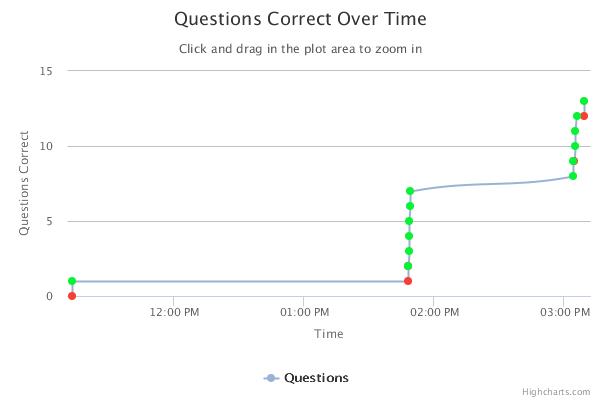 Questions Correct Over Time
Click and drag in the plot area to zoom in
15
10
5
0
Questions Correct
12:00 PM 01:00 PM 02:00 PM 03:00 PM
Time
Questions
Highcharts.com